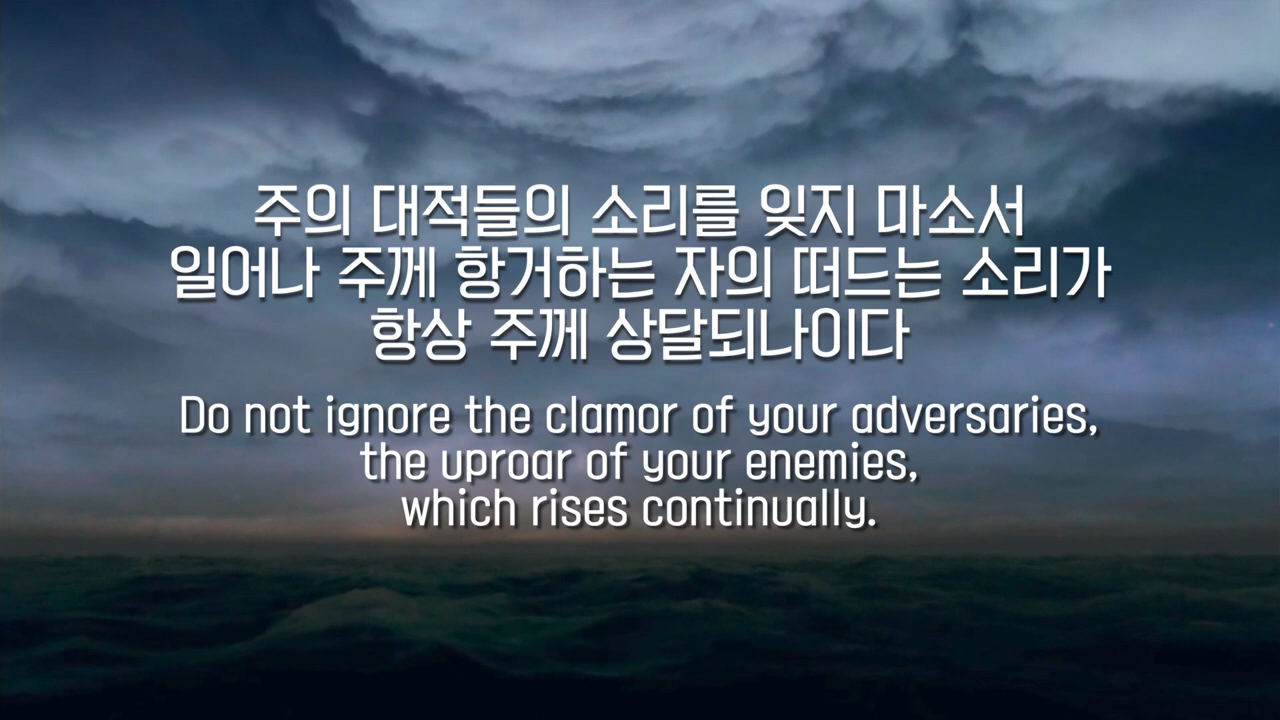 주의 대적들의 소리를 잊지 마소서
일어나 주께 항거하는 자의 떠드는 소리가
항상 주께 상달되나이다
Do not ignore the clamor of your adversaries,
the uproar of your enemies,
which rises continually.